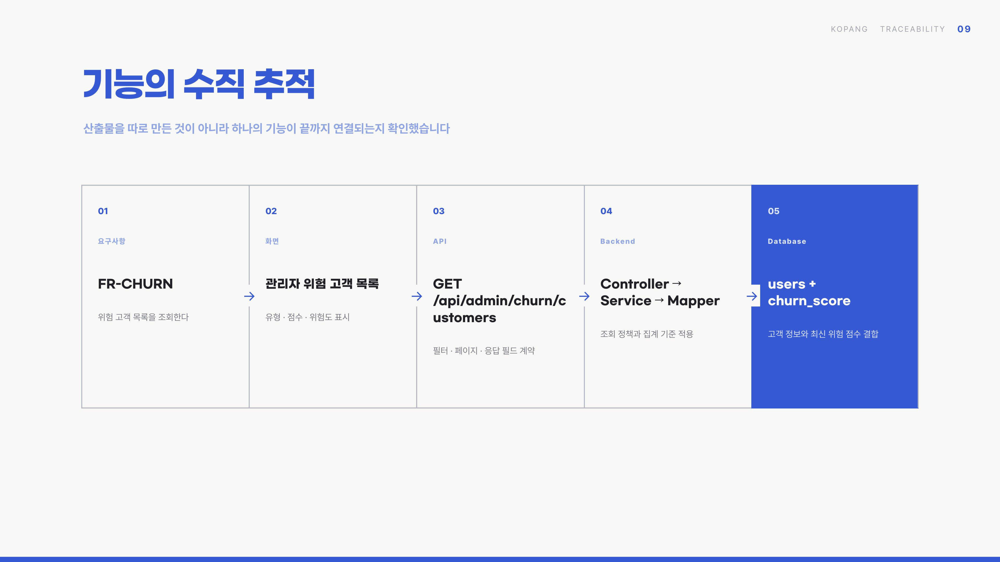 KOPANG TRACEABILITY 09
기능의 수직 추적
산출물을 따로 만든 것이 아니라 하나의 기능이 끝까지 연결되는지 확인했습니다
01
요구사항
FR-CHURN
위험 고객 목록을 조회한다
→
02
화면
관리자 위험 고객 목록
유형 · 점수 · 위험도 표시
→
03
API
GET
/api/admin/churn/c
ustomers
필터 · 페이지 · 응답 필드 계약
→
04
Backend
Controller →
Service → Mapper
조회 정책과 집계 기준 적용
→
05
Database
users +
churn_score
고객 정보와 최신 위험 점수 결합